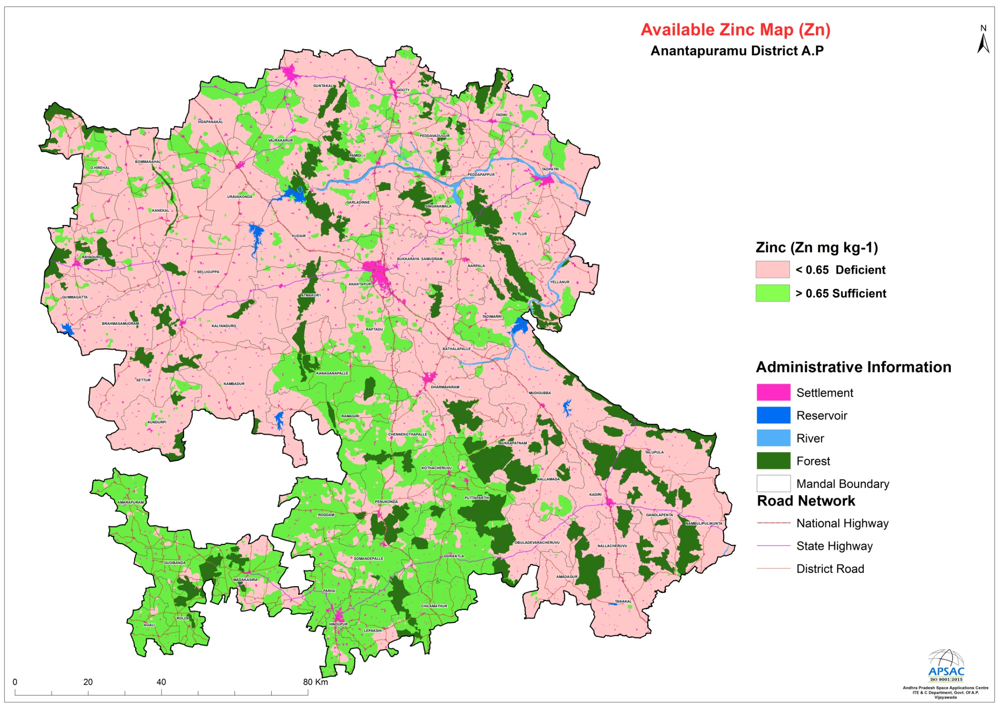 Available Zinc Map (Zn)
Anantapuramu District A.P
N
GUNTAKAL
GOOTY
YADIKI
VIDAPANAKAL
PEDDAVADUGUR
VAJRAKARUR
PAMIDI
BOMMANAHAL
D.HIREHAL
TADPATRI
PEDDAPAPPUR
URAVAKONDA
GARLADINNE
SINGANAMALA
KANEKAL
PUTLUR
KUDAIR
RAYADURG
BUKKARAYA SAMUDRAM
NARPALA
BELUGUPPA
YELLANUR
ANANTAPUR
ATMAKUR1
GUMMAGATTA
TADIMARRI
BRAHMASAMUDRAM
KALYANDURG
RAPTADU
BATHALAPALLE
KANAGANAPALLE
SETTUR
KAMBADUR
DHARMAVARAM
MUDIGUBBA
RAMAGIRI
KUNDURPI
CHENNEKOTHAPALLE
BUKKAPATNAM
TALUPULA
KOTHACHERUVU
NALLAMADA
KADIRI
PUTTAPARTHI
AMARAPURAM
PENUKONDA
RODDAM
GANDLAPENTA
NAMBULIPULIKUNTA
OBULADEVARACHERUVU
NALLACHERUVU
SOMANDEPALLE
GORANTLA
GUDIBANDA
AMADAGUR
MADAKASIRA
PARIGI
TANAKAL
CHILAMATHUR
ROLLA
AGALI
HINDUPUR
LEPAKSHI
Zinc (Zn mg kg-1)
< 0.65 Deficient
> 0.65 Sufficient
Administrative Information
Settlement
Reservoir
River
Forest
Mandal Boundary
Road Network
National Highway
State Highway
District Road
0 20 40 80 Km
APSAC
ISO 9001:2015
Andhra Pradesh Space Applications Centre
ITE & C Department, Govt. Of A.P.
Vijayawada